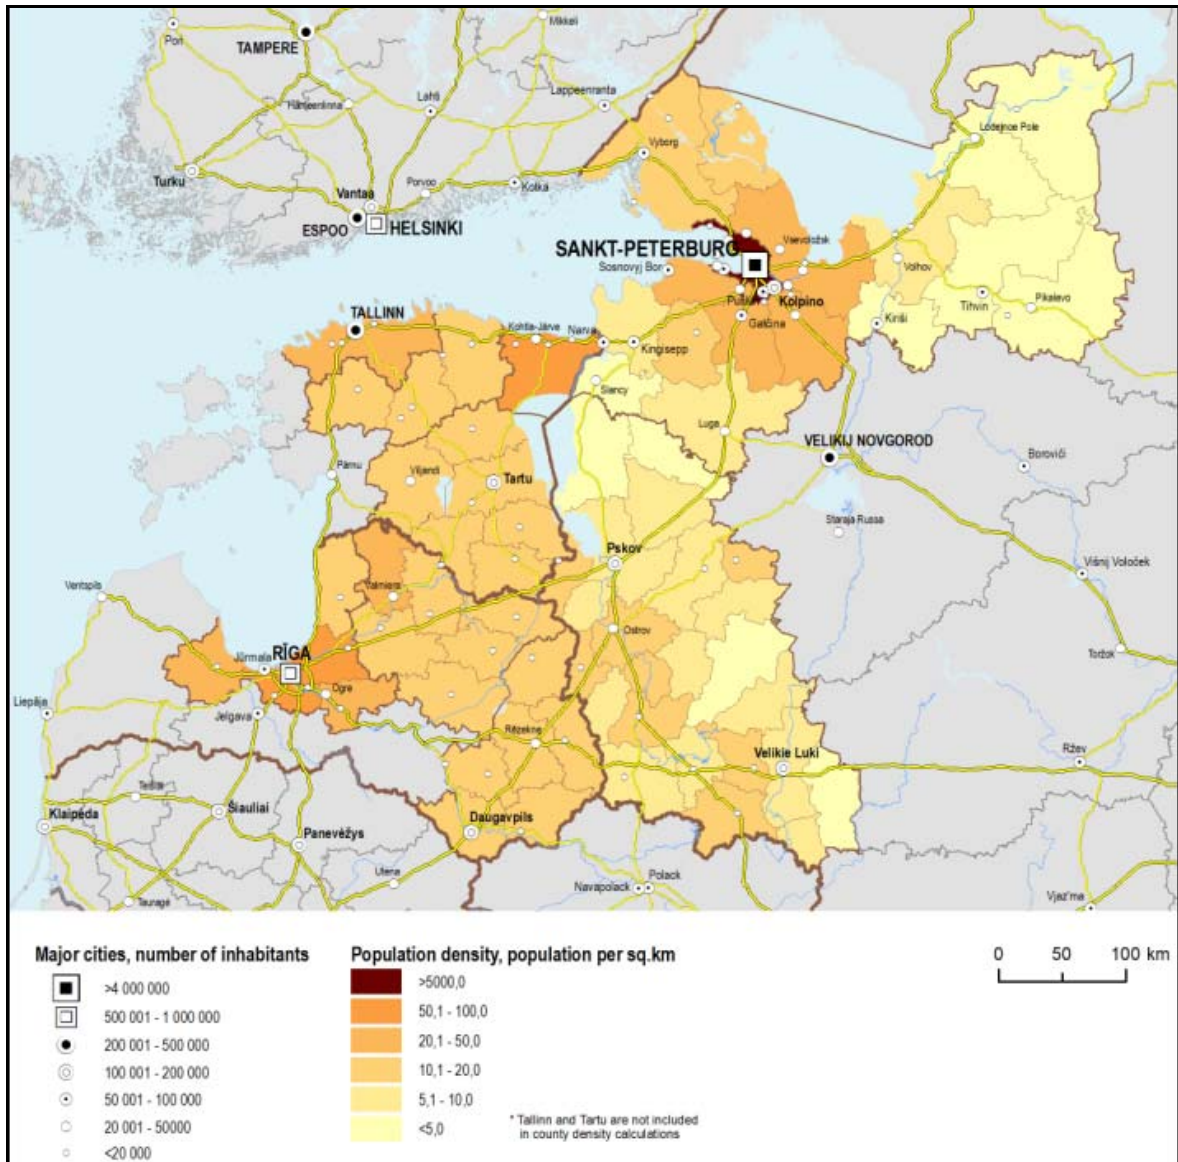 Pori
Mikkeli
TAMPERE
Hämeenlinna
Lahti
Lappeenranta
Vyborg
Lodejnoe Pole
Turku
Vantaa
Porvoo
Kotka
ESPOO
HELSINKI
SANKT-PETERBURG
Vsevoložsk
Sosnovyj Bor
Volhov
Kolpino
Tihvin
Pikalevo
TALLINN
Kohtla-Järve
Narva
Kingisepp
Gatčina
Kiriši
Slancy
Luga
VELIKIJ NOVGOROD
Pärnu
Viljandi
Tartu
Boroviči
Staraja Russa
Pskov
Višnij Voloček
Ventspils
Valmiera
Ostrov
RĪGA
Jūrmala
Toržok
Ogre
Liepāja
Jelgava
Rēzekne
Velikie Luki
Ržev
Telšiai
Šiauliai
Klaipėda
Daugavpils
Panevėžys
Utena
Polack
Navapolack
Tauragė
Vjaz'ma
Major cities, number of inhabitants
>4 000 000
500 001 - 1 000 000
200 001 - 500 000
100 001 - 200 000
50 001 - 100 000
20 001 - 50000
<20 000
Population density, population per sq.km
>5000,0
50,1 - 100,0
20,1 - 50,0
10,1 - 20,0
5,1 - 10,0
<5,0
* Tallinn and Tartu are not included
in county density calculations
0 50 100 km